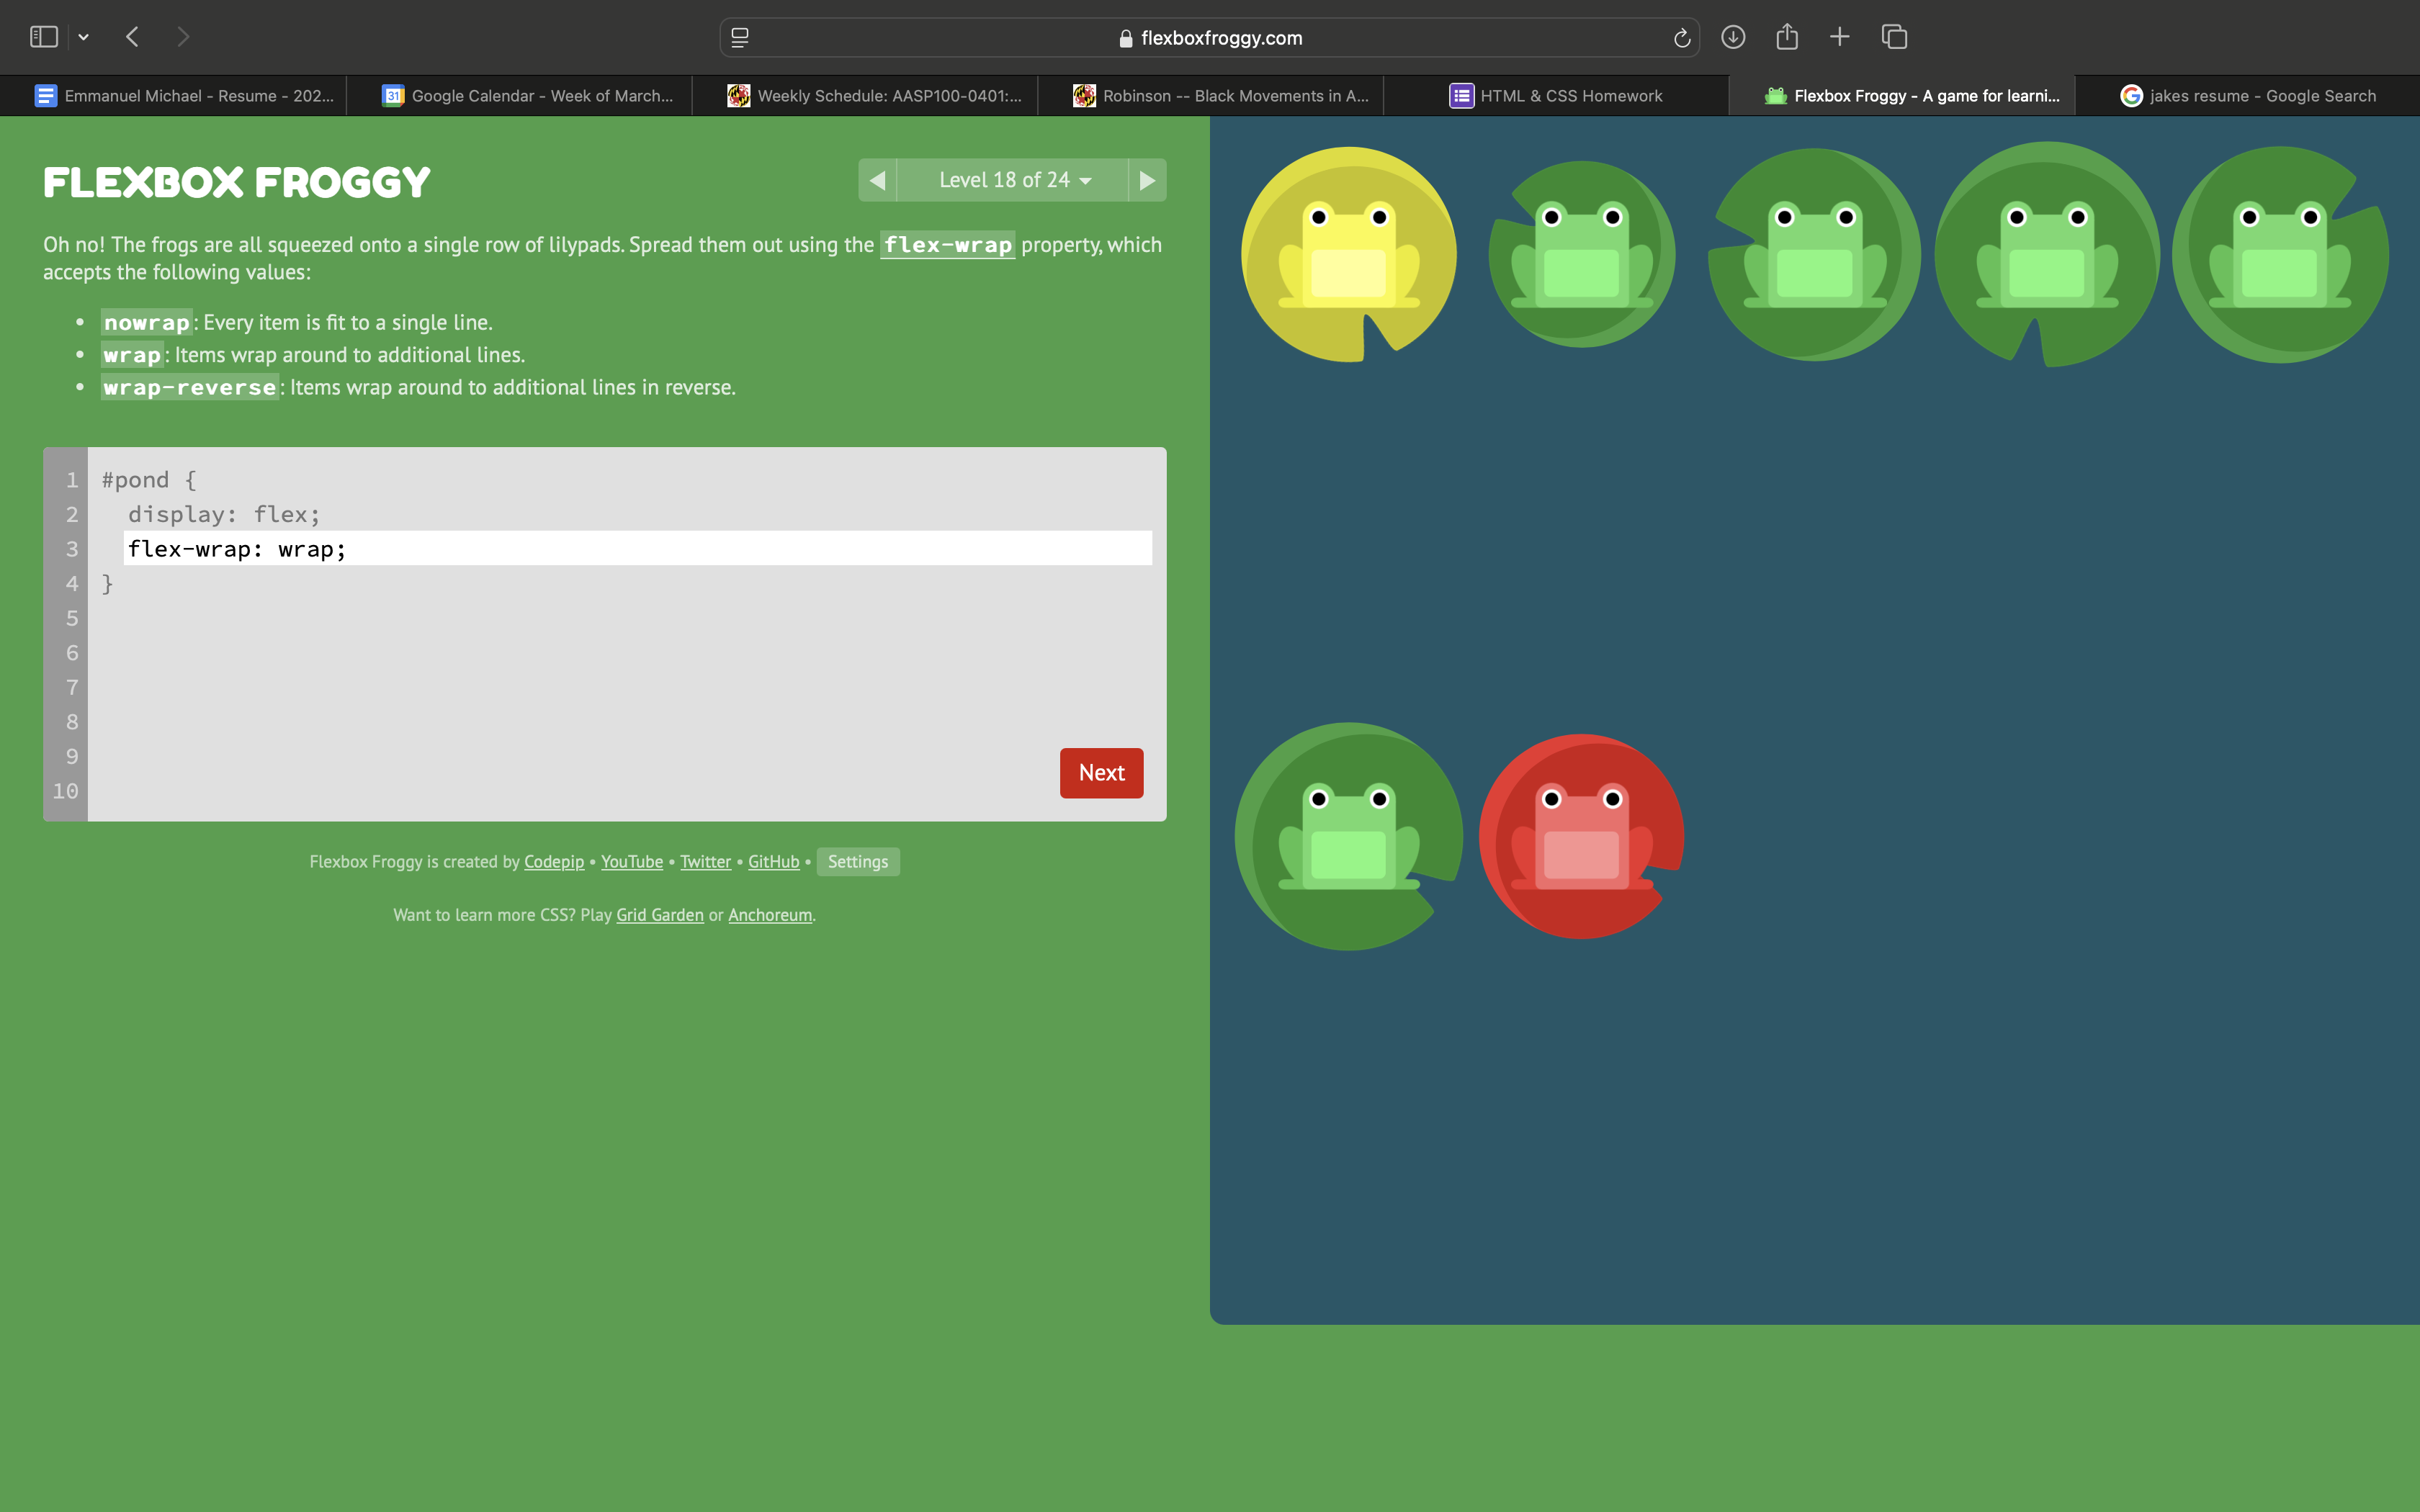 flexboxfroggy.com
Emmanuel Michael - Resume - 202...
31
Google Calendar - Week of March...
Weekly Schedule: AASP100-0401:...
Robinson -- Black Movements in A...
HTML & CSS Homework
Flexbox Froggy - A game for learni...
jakes resume - Google Search
FLEXBOX FROGGY
Level 18 of 24
Oh no! The frogs are all squeezed onto a single row of lilypads. Spread them out using the flex-wrap property, which
accepts the following values:
• nowrap: Every item is fit to a single line.
• wrap: Items wrap around to additional lines.
• wrap-reverse: Items wrap around to additional lines in reverse.
1 #pond {
2 display: flex;
3 flex-wrap: wrap;
4 }
5
6
7
8
9
10
Next
Flexbox Froggy is created by Codepip • YouTube • Twitter • GitHub • Settings
Want to learn more CSS? Play Grid Garden or Anchoreum.